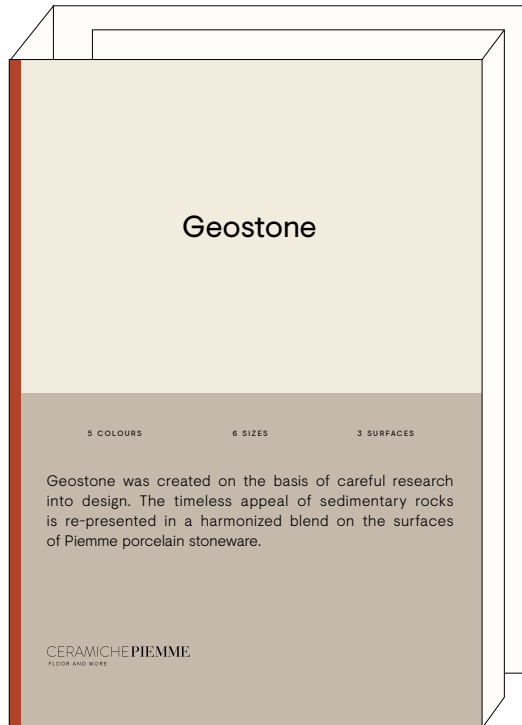 Geostone
5 COLOURS 6 SIZES 3 SURFACES
Geostone was created on the basis of careful research
into design. The timeless appeal of sedimentary rocks
is re-presented in a harmonized blend on the surfaces
of Piemme porcelain stoneware.
CERAMICHE PIEMME
FLOOR AND MORE